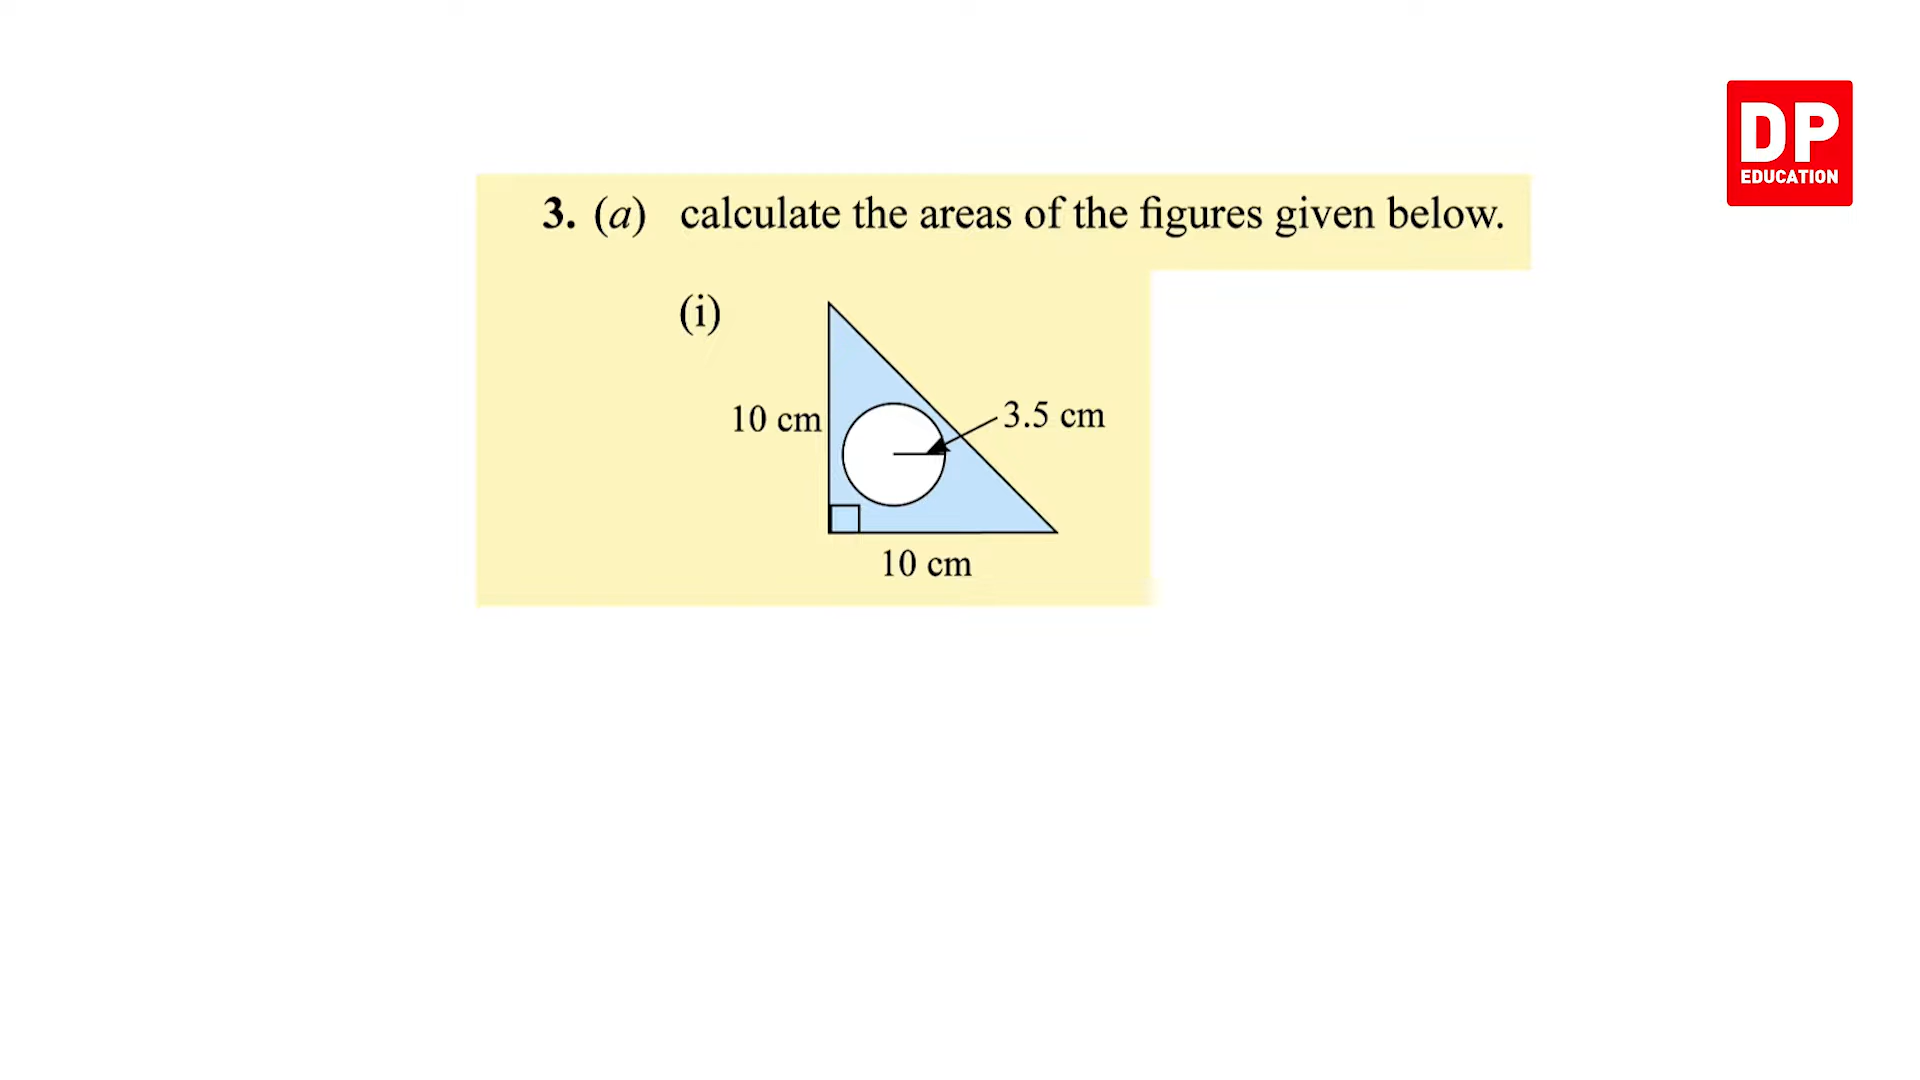 DP
EDUCATION
3. (a) calculate the areas of the figures given below.
(i)
10 cm
3.5 cm
10 cm